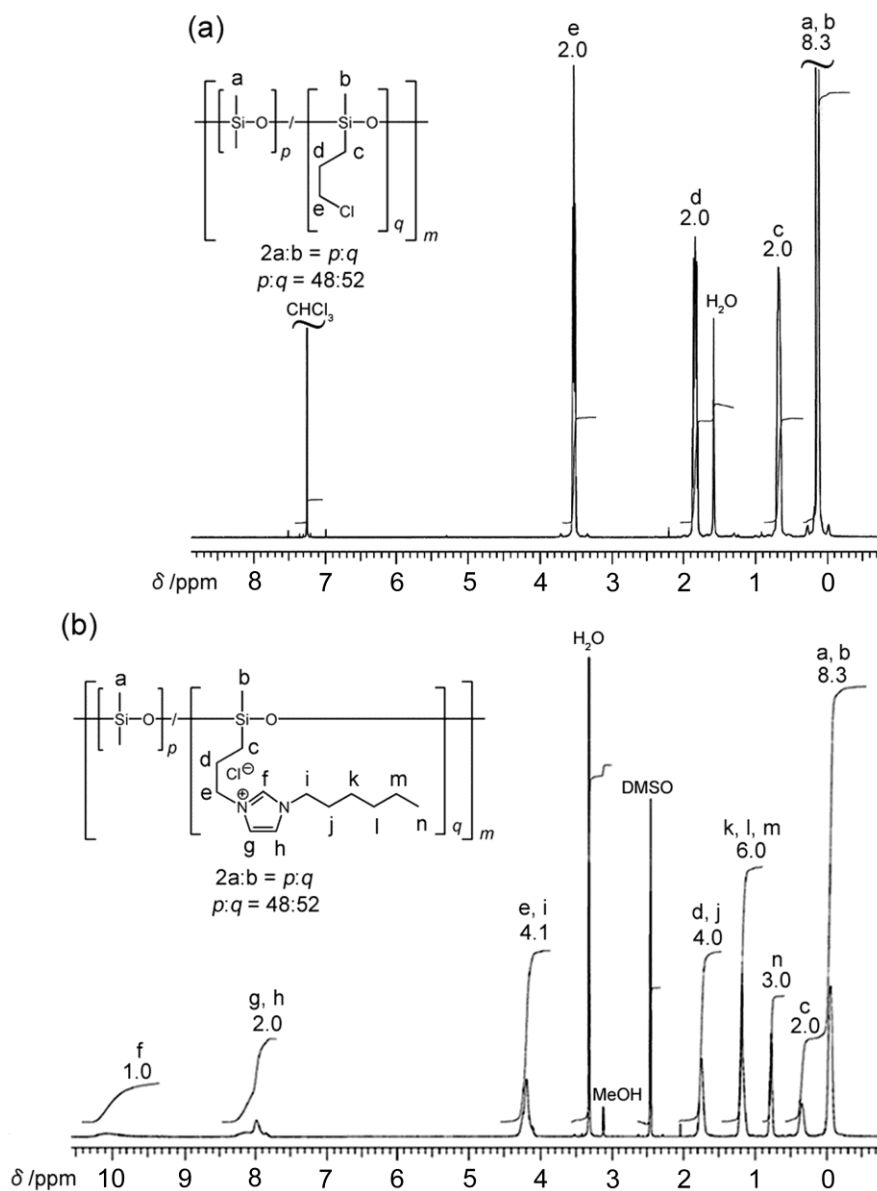 (a)
e
2.0
a, b
8.3
a
b
Si
O
/
Si
O
p
d
c
e
Cl
q
m
2a:b = p:q
p:q = 48:52
CHCl₃
d
2.0
H₂O
c
2.0
δ /ppm 8 7 6 5 4 3 2 1 0
(b)
H₂O
a, b
8.3
a
b
Si
O
/
Si
O
p
d
c
Cl⊖
f
i
k
m
e
N
+
N
j
l
n
q
m
g
h
2a:b = p:q
p:q = 48:52
DMSO
k, l, m
6.0
e, i
4.1
d, j
4.0
n
3.0
g, h
2.0
c
2.0
f
1.0
MeOH
δ /ppm 10 9 8 7 6 5 4 3 2 1 0